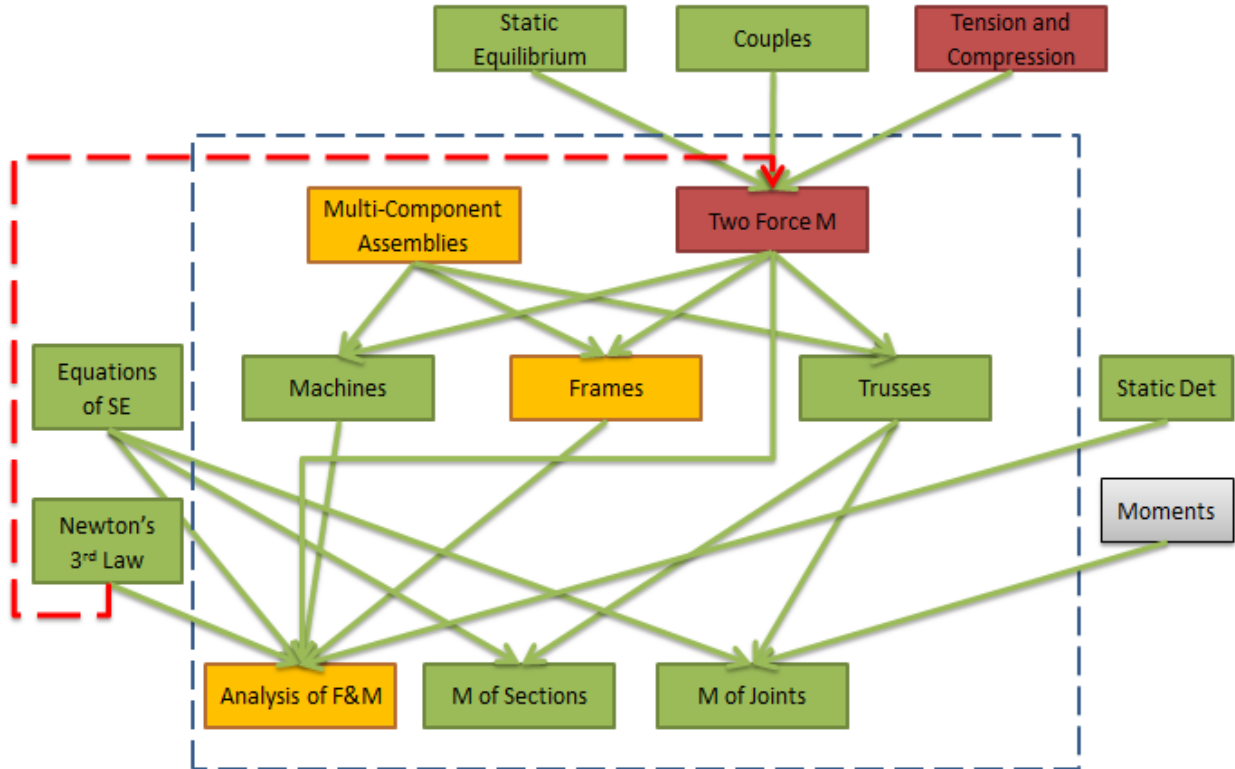 Static
Equilibrium
Couples
Tension and
Compression
Multi-Component
Assemblies
Two Force M
Equations
of SE
Machines
Frames
Trusses
Static Det
Newton's
3rd Law
Moments
Analysis of F&M
M of Sections
M of Joints